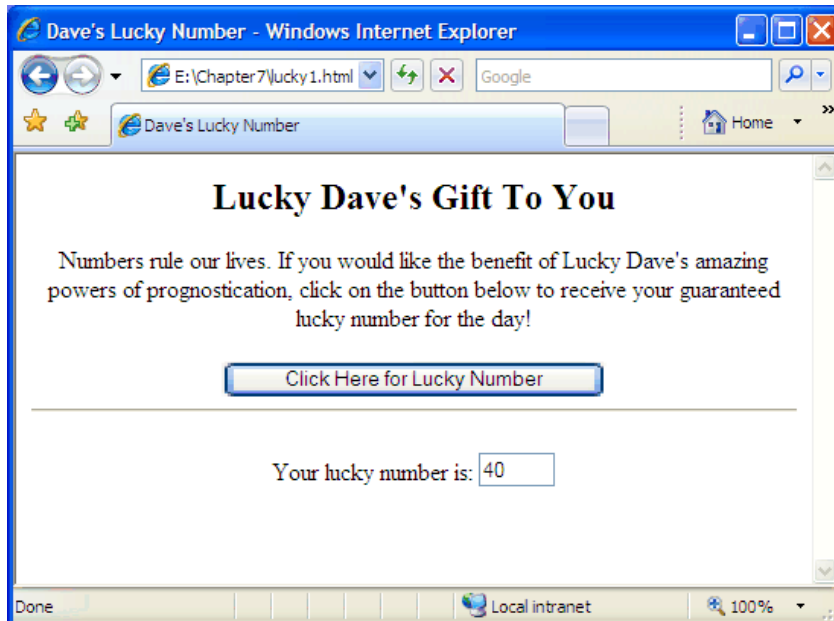 Dave's Lucky Number - Windows Internet Explorer
E:\Chapter7\lucky1.html
Google
Dave's Lucky Number
Home
»
Lucky Dave's Gift To You
Numbers rule our lives. If you would like the benefit of Lucky Dave's amazing
powers of prognostication, click on the button below to receive your guaranteed
lucky number for the day!
Click Here for Lucky Number
Your lucky number is: 40
Done
Local intranet
100%